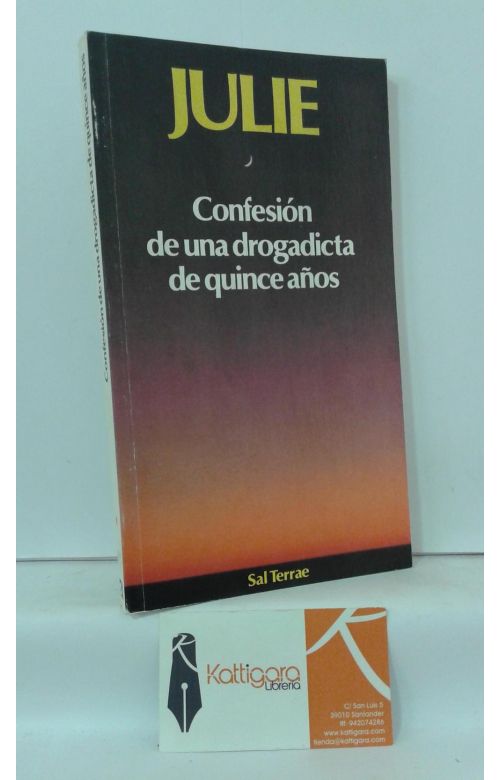 JULIE
Confesión
de una drogadicta
de quince años
Sal Terrae
Confesión de una drogadicta de quince años
Kattigara
Librería
C/ San Luis 5
39010 Santander
tlf: 942074286
www.kattigara.com
tienda@kattigara.com